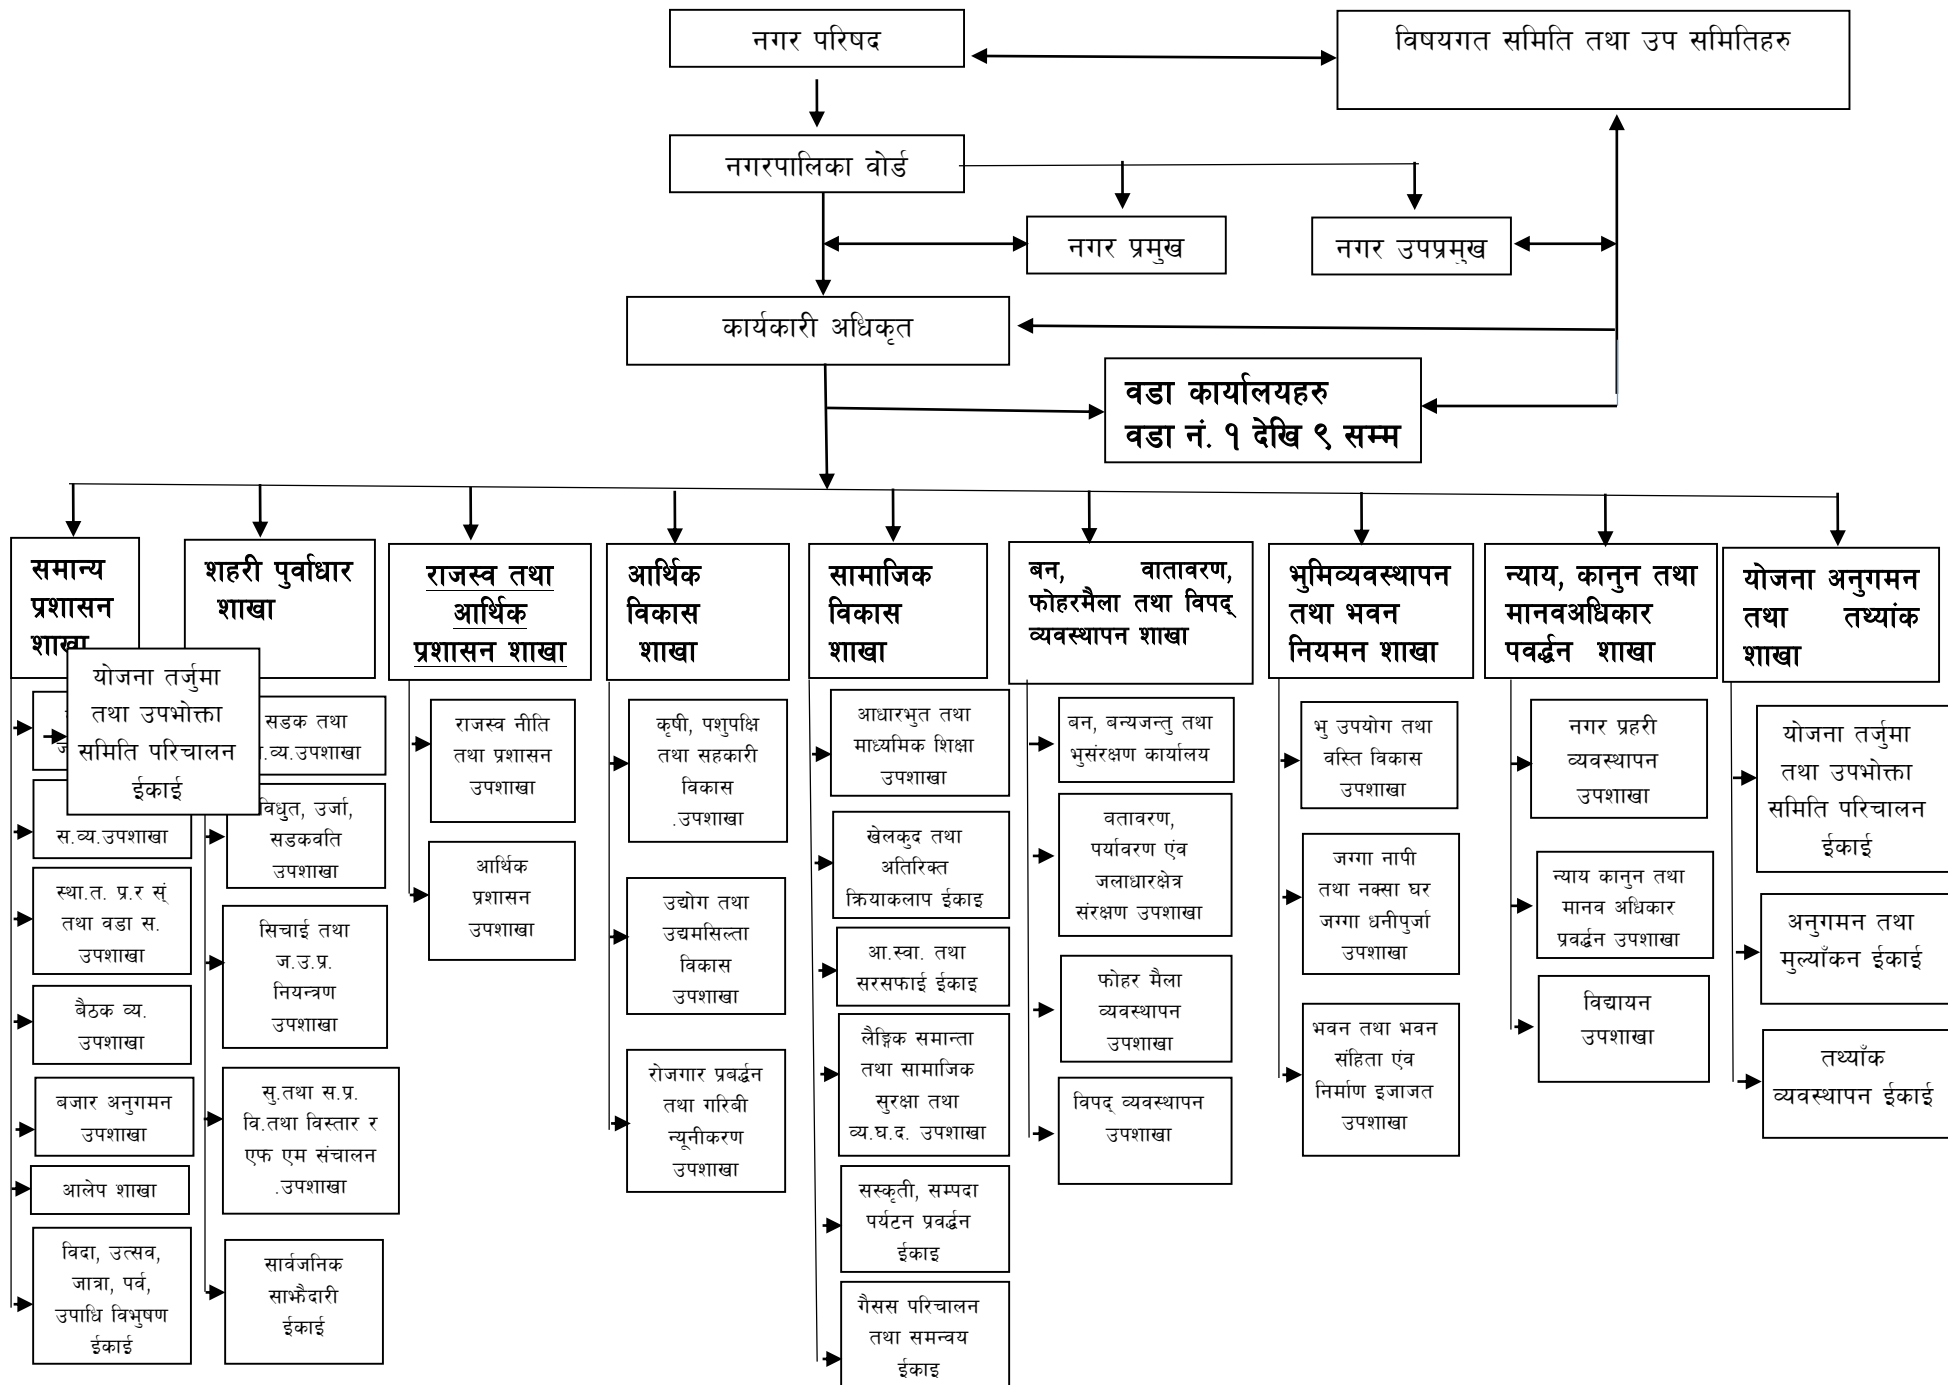 नगर परिषद
विषयगत समिति तथा उप समितिहरु
नगरपालिका वोर्ड
नगर प्रमुख
नगर उपप्रमुख
कार्यकारी अधिकृत
वडा कार्यालयहरु
वडा नं. १ देखि ९ सम्म
समान्य
प्रशासन
शाखा
शहरी पुर्वाधार
शाखा
राजस्व तथा
आर्थिक
प्रशासन शाखा
आर्थिक
विकास
शाखा
सामाजिक
विकास
शाखा
बन, वातावरण,
फोहरमैला तथा विपद्
व्यवस्थापन शाखा
भुमिव्यवस्थापन
तथा भवन
नियमन शाखा
न्याय, कानुन तथा
मानवअधिकार
पवर्द्धन शाखा
योजना अनुगमन
तथा तथ्यांक
शाखा
योजना तर्जुमा
तथा उपभोक्ता
समिति परिचालन
ईकाई
स.व्य.उपशाखा
स्था.त. प्र.र सं
तथा वडा स.
उपशाखा
बैठक व्य.
उपशाखा
बजार अनुगमन
उपशाखा
आलेप शाखा
विदा, उत्सव,
जात्रा, पर्व,
उपाधि विभुषण
ईकाई
सडक तथा
.व्य.उपशाखा
विधुत, उर्जा,
सडकवति
उपशाखा
सिचाई तथा
ज.उ.प्र.
नियन्त्रण
उपशाखा
सु.तथा स.प्र.
वि.तथा विस्तार र
एफ एम संचालन
.उपशाखा
सार्वजनिक
साझैदारी
ईकाई
राजस्व नीति
तथा प्रशासन
उपशाखा
आर्थिक
प्रशासन
उपशाखा
कृषी, पशुपक्षि
तथा सहकारी
विकास
.उपशाखा
उद्योग तथा
उद्यमसिल्ता
विकास
उपशाखा
रोजगार प्रबर्द्धन
तथा गरिबी
न्यूनीकरण
उपशाखा
आधारभुत तथा
माध्यमिक शिक्षा
उपशाखा
खेलकुद तथा
अतिरिक्त
क्रियाकलाप ईकाइ
आ.स्वा. तथा
सरसफाई ईकाइ
लैङ्गिक समान्ता
तथा सामाजिक
सुरक्षा तथा
व्य.घ.द. उपशाखा
सस्कृती, सम्पदा
पर्यटन प्रवर्द्धन
ईकाइ
गैसस परिचालन
तथा समन्वय
ईकाइ
बन, बन्यजन्तु तथा
भुसंरक्षण कार्यालय
वतावरण,
पर्यावरण एंव
जलाधारक्षेत्र
संरक्षण उपशाखा
फोहर मैला
व्यवस्थापन
उपशाखा
विपद् व्यवस्थापन
उपशाखा
भु उपयोग तथा
वस्ति विकास
उपशाखा
जग्गा नापी
तथा नक्सा घर
जग्गा धनीपुर्जा
उपशाखा
भवन तथा भवन
संहिता एंव
निर्माण इजाजत
उपशाखा
नगर प्रहरी
व्यवस्थापन
उपशाखा
न्याय कानुन तथा
मानव अधिकार
प्रवर्द्धन उपशाखा
विद्यायन
उपशाखा
योजना तर्जुमा
तथा उपभोक्ता
समिति परिचालन
ईकाई
अनुगमन तथा
मुल्याँकन ईकाई
तथ्याँक
व्यवस्थापन ईकाई